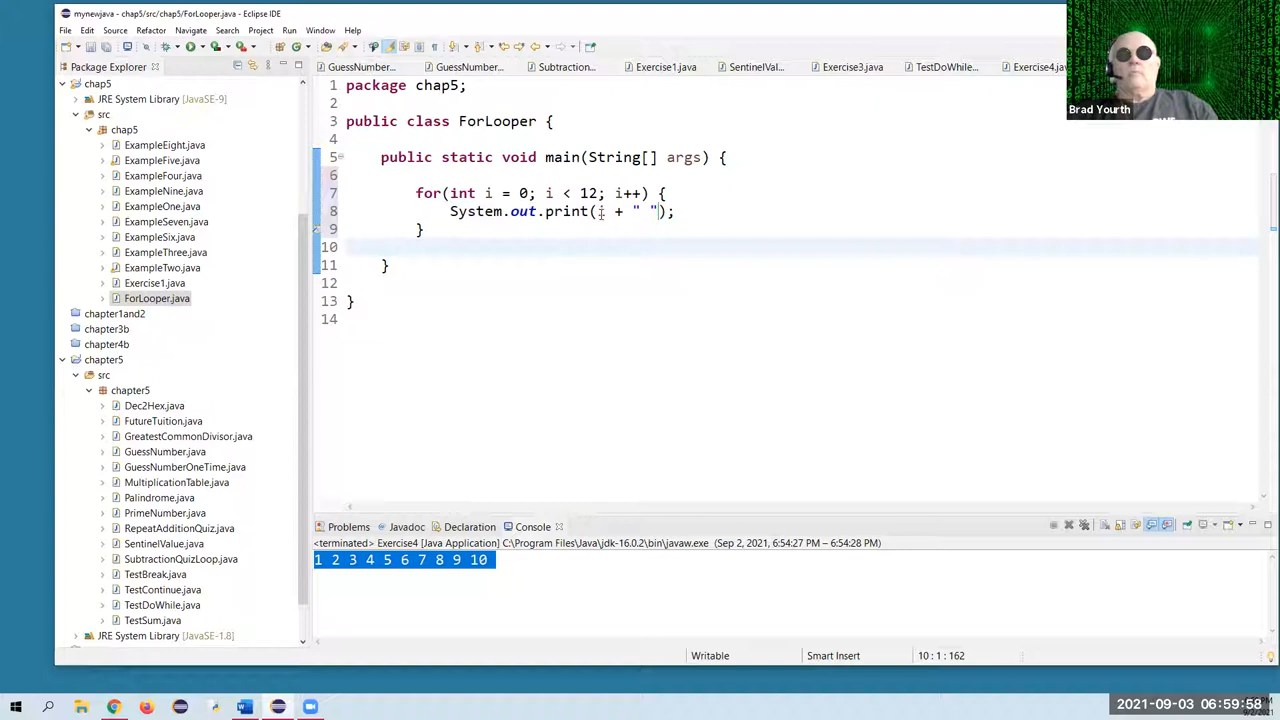 mynewjava - chap5/src/chap5/ForLooper.java - Eclipse IDE
File Edit Source Refactor Navigate Search Project Run Window Help
Brad Yourth
Package Explorer
GuessNumber...
GuessNumber...
Subtraction...
Exercise1.java
SentinelVal...
Exercise3.java
TestDoWhile...
Exercise4.j
chap5
JRE System Library [JavaSE-9]
src
chap5
ExampleEight.java
ExampleFive.java
ExampleFour.java
ExampleNine.java
ExampleOne.java
ExampleSeven.java
ExampleSix.java
ExampleThree.java
ExampleTwo.java
Exercise1.java
ForLooper.java
chapter1and2
chapter3b
chapter4b
chapter5
src
chapter5
Dec2Hex.java
FutureTuition.java
GreatestCommonDivisor.java
GuessNumber.java
GuessNumberOneTime.java
MultiplicationTable.java
Palindrome.java
PrimeNumber.java
RepeatAdditionQuiz.java
SentinelValue.java
SubtractionQuizLoop.java
TestBreak.java
TestContinue.java
TestDoWhile.java
TestSum.java
JRE System Library [JavaSE-1.8]
1 package chap5;
2
3 public class ForLooper {
4
5 public static void main(String[] args) {
6
7 for(int i = 0; i < 12; i++) {
8 System.out.print(i + " ");
9 }
10
11 }
12
13 }
14
Problems Javadoc Declaration Console
<terminated> Exercise4 [Java Application] C:\Program Files\Java\jdk-16.0.2\bin\javaw.exe (Sep 2, 2021, 6:54:27 PM – 6:54:28 PM)
1 2 3 4 5 6 7 8 9 10
Writable
Smart Insert
10 : 1 : 162
2021-09-03 06:59:58
9/2/2021